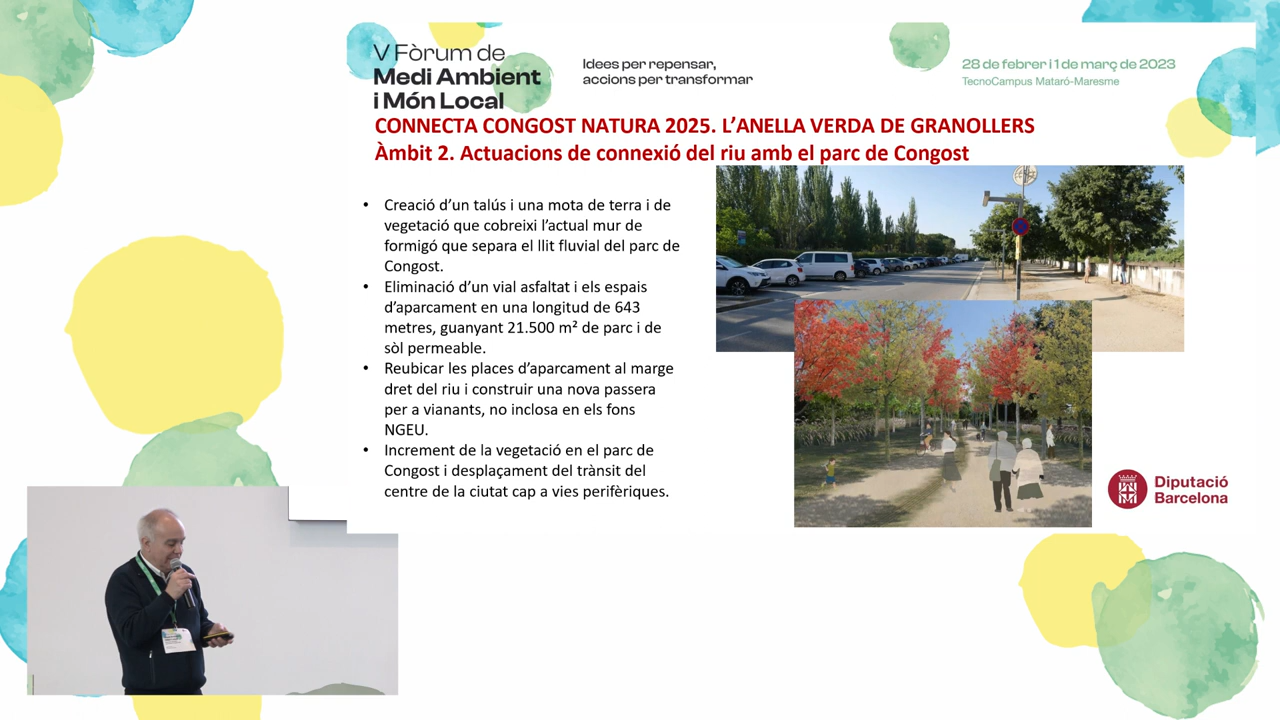 V Fòrum de
Medi Ambient
i Món Local
Idees per repensar,
accions per transformar
28 de febrer i 1 de març de 2023
TecnoCampus Mataró-Maresme
CONNECTA CONGOST NATURA 2025. L’ANELLA VERDA DE GRANOLLERS
Àmbit 2. Actuacions de connexió del riu amb el parc de Congost
• Creació d’un talús i una mota de terra i de
vegetació que cobreixi l’actual mur de
formigó que separa el llit fluvial del parc de
Congost.
• Eliminació d’un vial asfaltat i els espais
d’aparcament en una longitud de 643
metres, guanyant 21.500 m² de parc i de
sòl permeable.
• Reubicar les places d’aparcament al marge
dret del riu i construir una nova passera
per a vianants, no inclosa en els fons
NGEU.
• Increment de la vegetació en el parc de
Congost i desplaçament del trànsit del
centre de la ciutat cap a vies perifèriques.
Diputació
Barcelona